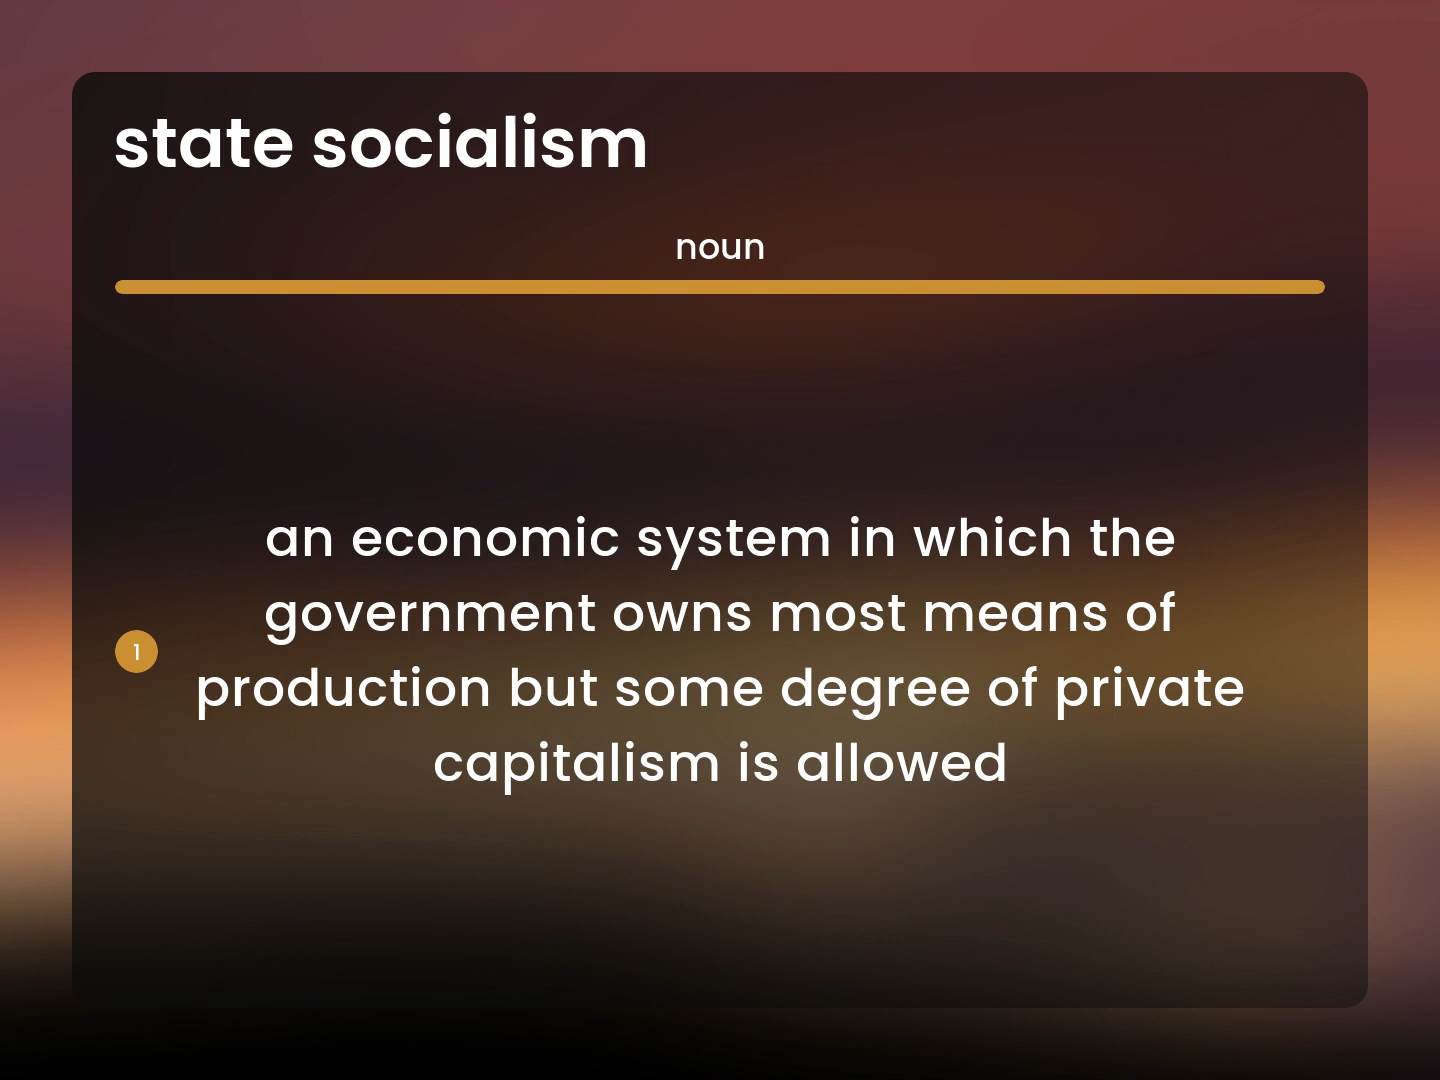 state socialism
noun
an economic system in which the
government owns most means of
1
production but some degree of private
capitalism is allowed